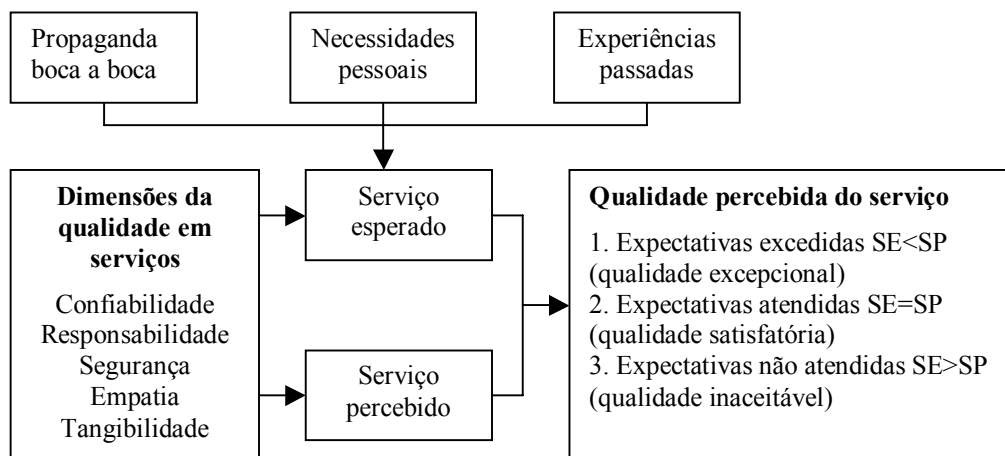 Propaganda
boca a boca
Necessidades
pessoais
Experiências
passadas
Dimensões da
qualidade em
serviços
Confiabilidade
Responsabilidade
Segurança
Empatia
Tangibilidade
Serviço
esperado
Serviço
percebido
Qualidade percebida do serviço
1. Expectativas excedidas SE<SP
(qualidade excepcional)
2. Expectativas atendidas SE=SP
(qualidade satisfatória)
3. Expectativas não atendidas SE>SP
(qualidade inaceitável)